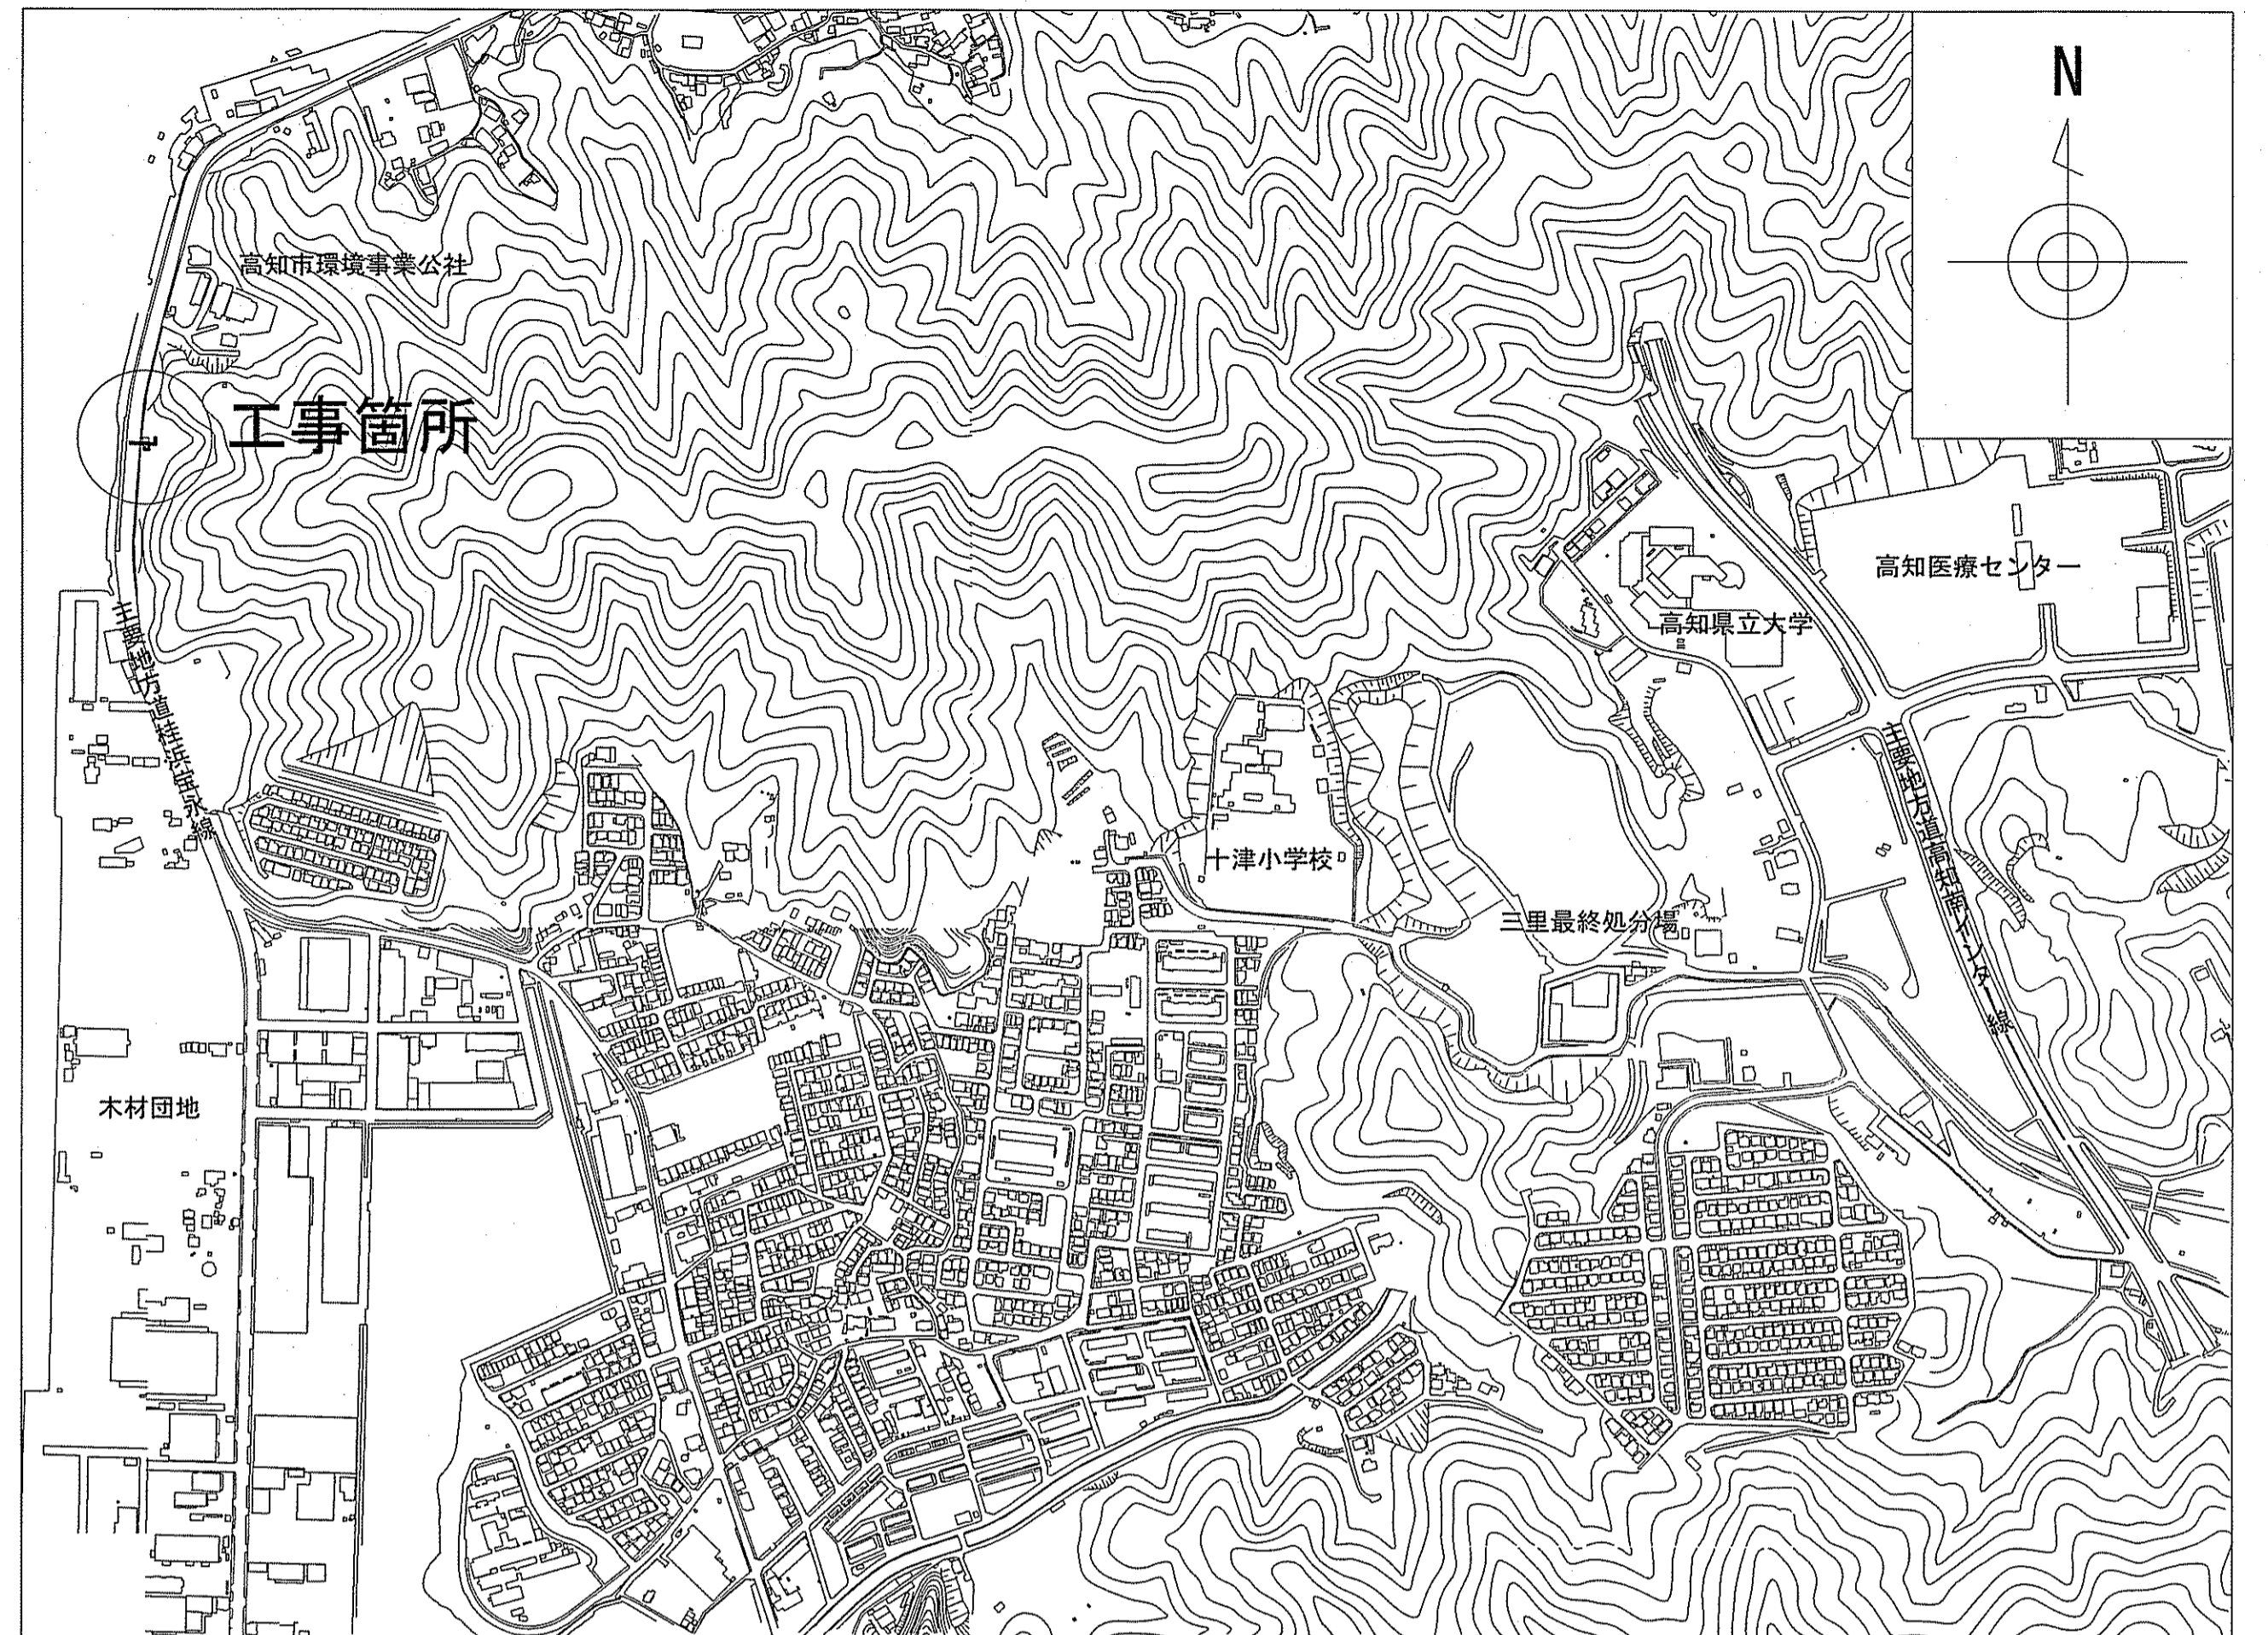 N
高知市環境事業公社
工事箇所
高知医療センター
高知県立大学
主要地方道桂浜宝永線
主要地方道高知南インター線
十津小学校
三里最終処分場
木材団地